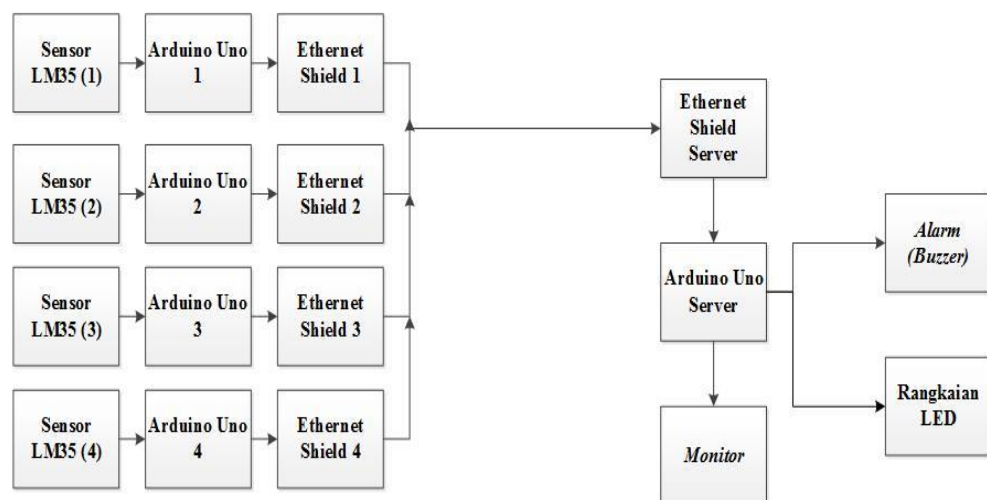 Sensor
LM35 (1)
Arduino Uno
1
Ethernet
Shield 1
Sensor
LM35 (2)
Arduino Uno
2
Ethernet
Shield 2
Sensor
LM35 (3)
Arduino Uno
3
Ethernet
Shield 3
Sensor
LM35 (4)
Arduino Uno
4
Ethernet
Shield 4
Ethernet
Shield
Server
Arduino Uno
Server
Monitor
Alarm
(Buzzer)
Rangkaian
LED